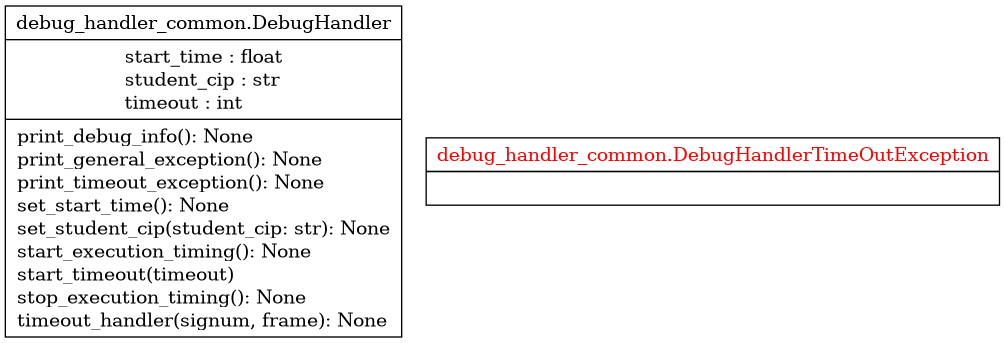 debug_handler_common.DebugHandler
start_time : float
student_cip : str
timeout : int
print_debug_info(): None
print_general_exception(): None
print_timeout_exception(): None
set_start_time(): None
set_student_cip(student_cip: str): None
start_execution_timing(): None
start_timeout(timeout)
stop_execution_timing(): None
timeout_handler(signum, frame): None
debug_handler_common.DebugHandlerTimeOutException